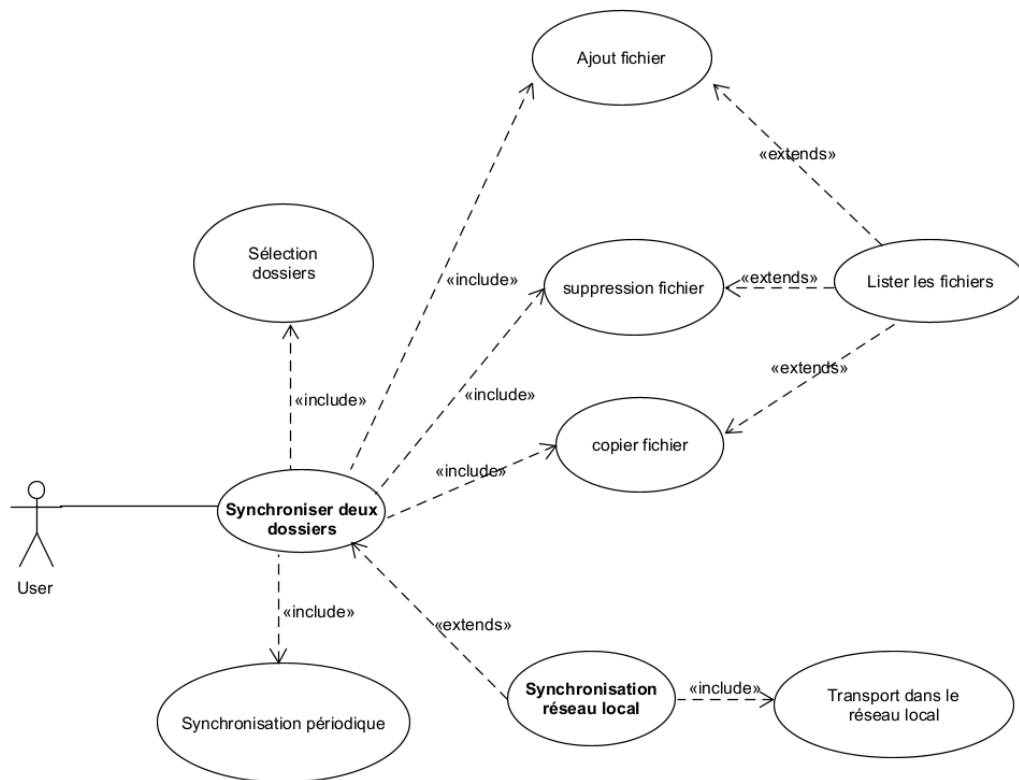 Ajout fichier
«extends»
Sélection
dossiers
«include»
suppression fichier
«extends»
Lister les fichiers
«include»
«extends»
«include»
copier fichier
«include»
Synchroniser deux
dossiers
User
«include»
«extends»
Synchronisation
réseau local
«include»
Transport dans le
réseau local
Synchronisation périodique